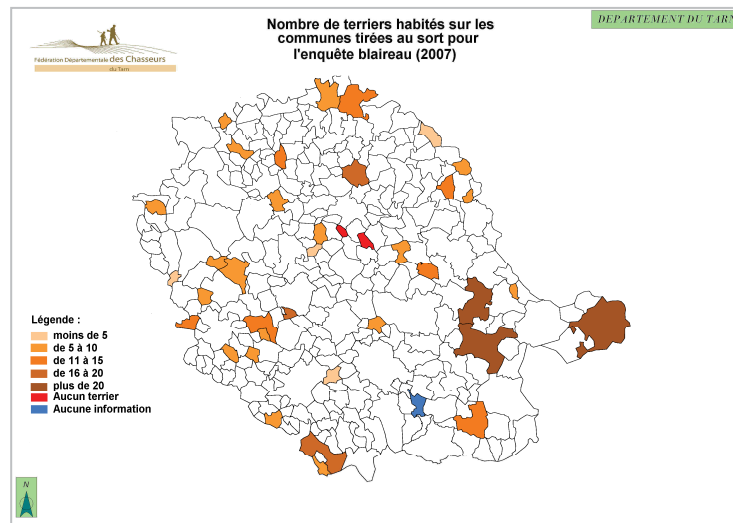 Fédération Départementale des Chasseurs
du Tarn
Nombre de terriers habités sur les
communes tirées au sort pour
l'enquête blaireau (2007)
DEPARTEMENT DU TARN
Légende :
moins de 5
de 5 à 10
de 11 à 15
de 16 à 20
plus de 20
Aucun terrier
Aucune information
N